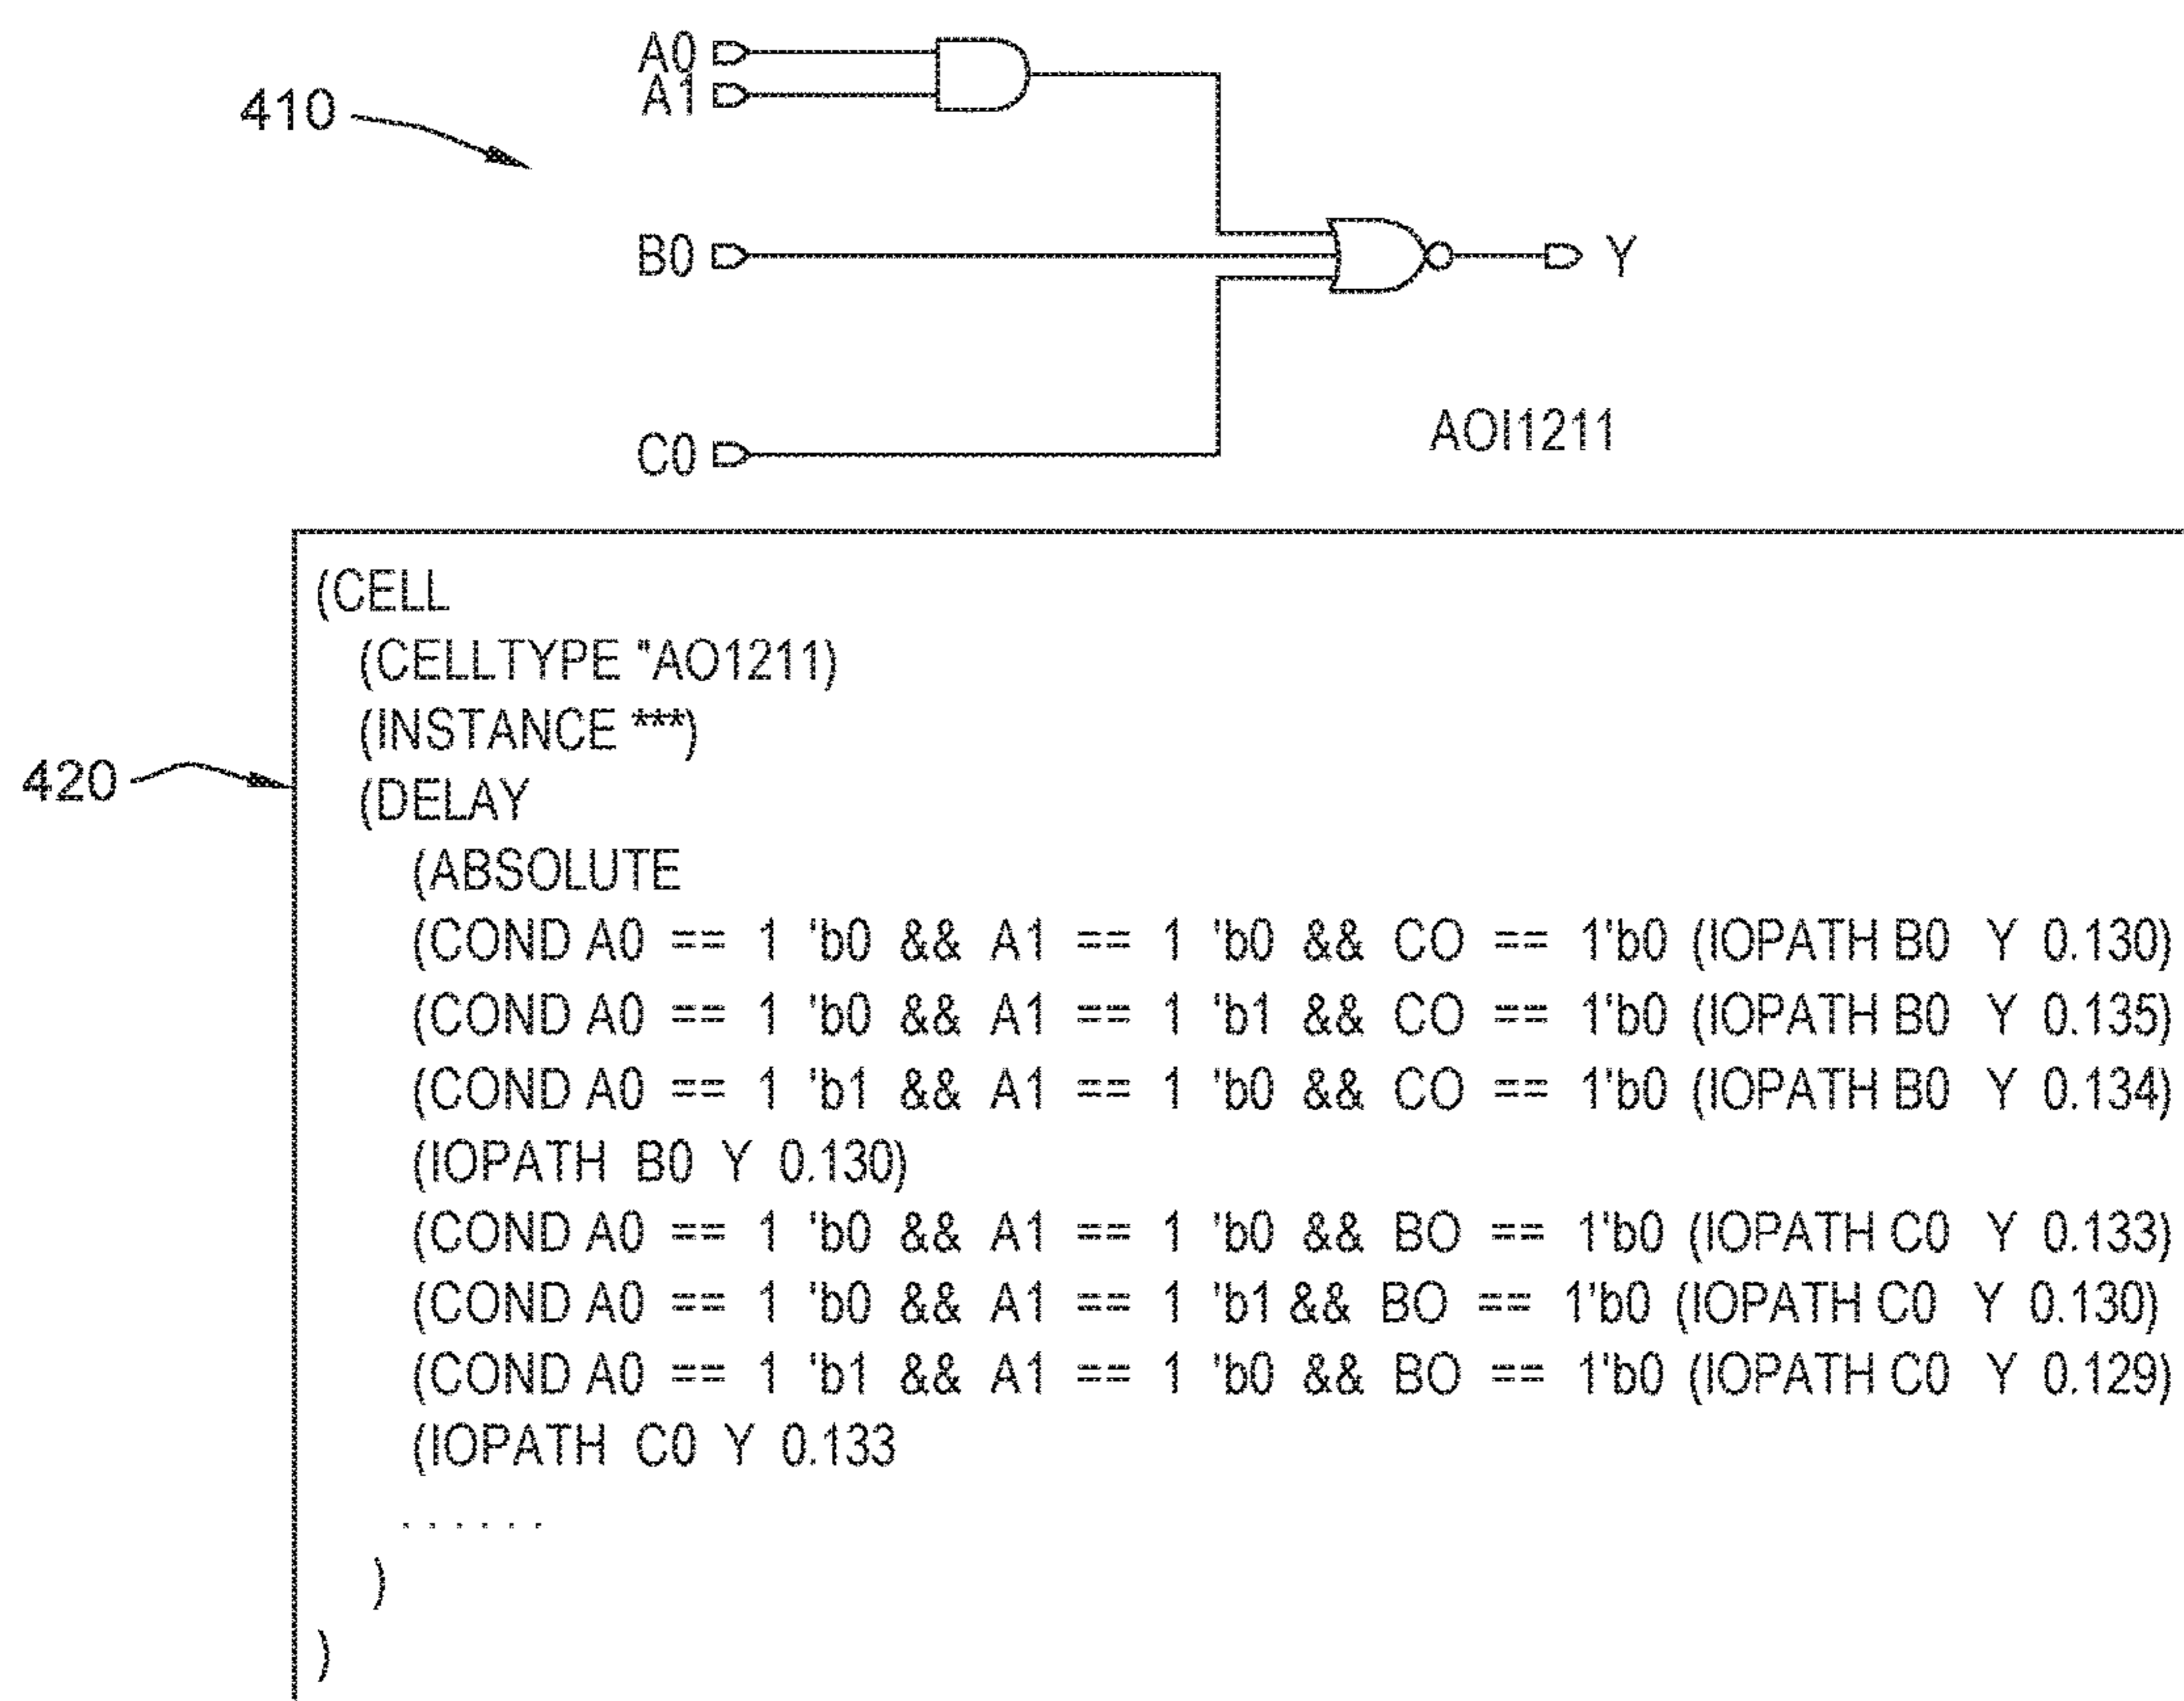 A0
A1
410
B0
Y
C0
AOI1211
(CELL
(CELLTYPE "AO1211)
(INSTANCE ***)
420
(DELAY
(ABSOLUTE
(COND A0 == 1 'b0 && A1 == 1 'b0 && CO == 1'b0 (IOPATH B0 Y 0.130)
(COND A0 == 1 'b0 && A1 == 1 'b1 && CO == 1'b0 (IOPATH B0 Y 0.135)
(COND A0 == 1 'b1 && A1 == 1 'b0 && CO == 1'b0 (IOPATH B0 Y 0.134)
(IOPATH B0 Y 0.130)
(COND A0 == 1 'b0 && A1 == 1 'b0 && BO == 1'b0 (IOPATH C0 Y 0.133)
(COND A0 == 1 'b0 && A1 == 1 'b1 && BO == 1'b0 (IOPATH C0 Y 0.130)
(COND A0 == 1 'b1 && A1 == 1 'b0 && BO == 1'b0 (IOPATH C0 Y 0.129)
(IOPATH C0 Y 0.133
. . . . . .
)
)